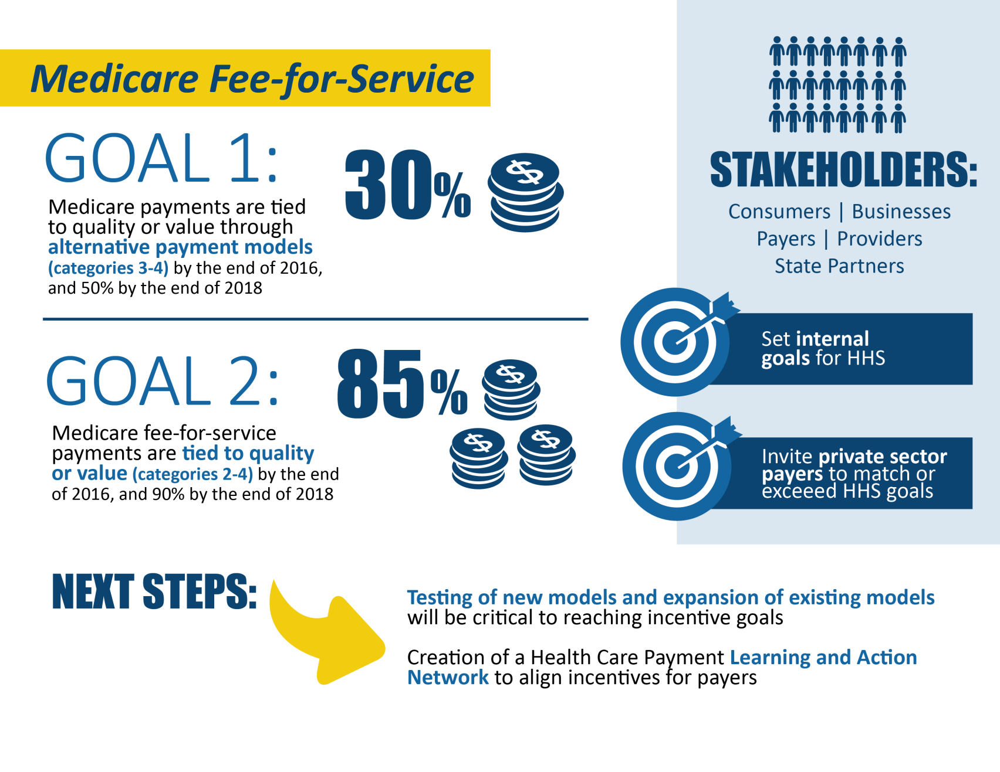 Medicare Fee-for-Service
GOAL 1:
Medicare payments are tied
to quality or value through
alternative payment models
(categories 3-4) by the end of 2016,
and 50% by the end of 2018
30%
GOAL 2:
Medicare fee-for-service
payments are tied to quality
or value (categories 2-4) by the end
of 2016, and 90% by the end of 2018
85%
STAKEHOLDERS:
Consumers | Businesses
Payers | Providers
State Partners
Set internal
goals for HHS
Invite private sector
payers to match or
exceeed HHS goals
NEXT STEPS:
Testing of new models and expansion of existing models
will be critical to reaching incentive goals
Creation of a Health Care Payment Learning and Action
Network to align incentives for payers